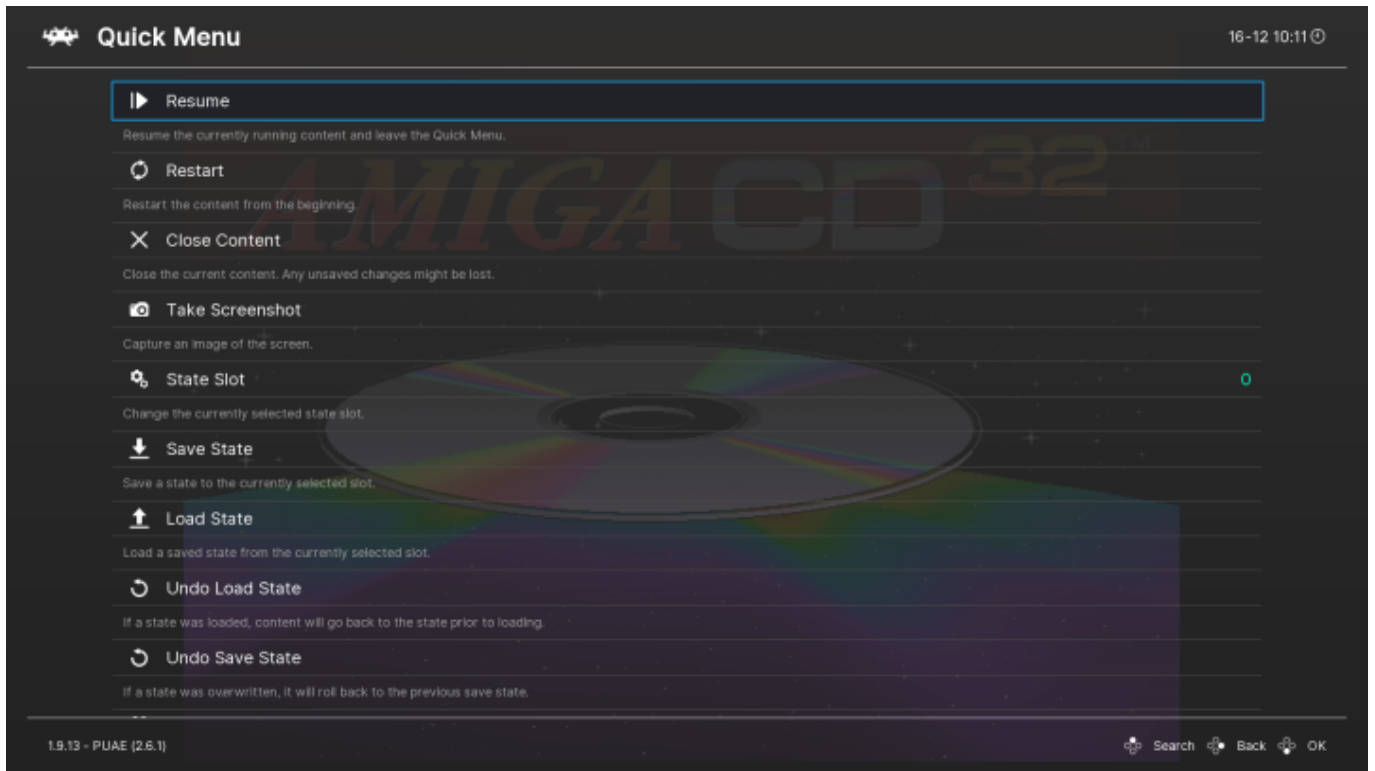 Quick Menu
16-12 10:11
Resume
Resume the currently running content and leave the Quick Menu.
AMIGA CD 32 TM
Restart
Restart the content from the beginning.
Close Content
Close the current content. Any unsaved changes might be lost.
Take Screenshot
Capture an image of the screen.
State Slot 0
Change the currently selected state slot.
Save State
Save a state to the currently selected slot.
Load State
Load a saved state from the currently selected slot.
Undo Load State
If a state was loaded, content will go back to the state prior to loading.
Undo Save State
If a state was overwritten, it will roll back to the previous save state.
1.9.13 - PUAE (2.6.1)
Search Back OK